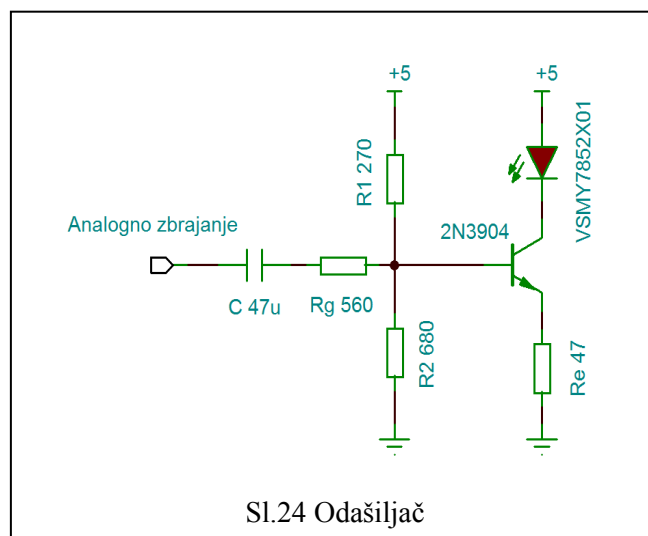 +5
+5
R1 270
VSMY7852X01
Analogno zbrajanje
2N3904
C 47u
Rg 560
R2 680
Re 47
Sl.24 Odašiljač